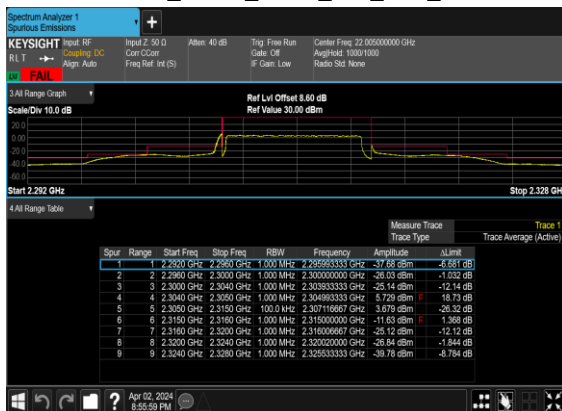 Spectrum Analyzer 1
Spurious Emissions
KEYSIGHT Input: RF Input Z: 50 Ω Atten: 40 dB Trig: Free Run Center Freq: 22.005000000 GHz
RLT Coupling: DC Corr CCorr Gate: Off Avg|Hold: 1000/1000
Align: Auto Freq Ref: Int (S) IF Gain: Low Radio Std: None
FAIL
3 All Range Graph
Ref Lvl Offset 8.60 dB
Scale/Div 10.0 dB Ref Value 30.00 dBm
20.0
0.00
-20.0
-40.0
-60.0
Start 2.292 GHz Stop 2.328 GH
4 All Range Table
Measure Trace Trace 1
Trace Type Trace Average (Active)
Spur Range Start Freq Stop Freq RBW Frequency Amplitude ΔLimit
1 1 2.2920 GHz 2.2960 GHz 1.000 MHz 2.295993333 GHz -37.68 dBm -6.681 dB
2 2 2.2960 GHz 2.3000 GHz 1.000 MHz 2.300000000 GHz -26.03 dBm -1.032 dB
3 3 2.3000 GHz 2.3040 GHz 1.000 MHz 2.303933333 GHz -25.14 dBm -12.14 dB
4 4 2.3040 GHz 2.3050 GHz 1.000 MHz 2.304993333 GHz 5.729 dBm F 18.73 dB
5 5 2.3050 GHz 2.3150 GHz 100.0 kHz 2.307116667 GHz 3.679 dBm -26.32 dB
6 6 2.3150 GHz 2.3160 GHz 1.000 MHz 2.315000000 GHz -11.63 dBm F 1.368 dB
7 7 2.3160 GHz 2.3200 GHz 1.000 MHz 2.316006667 GHz -25.12 dBm -12.12 dB
8 8 2.3200 GHz 2.3240 GHz 1.000 MHz 2.320020000 GHz -26.84 dBm -1.844 dB
9 9 2.3240 GHz 2.3280 GHz 1.000 MHz 2.325533333 GHz -39.78 dBm -8.784 dB
Apr 02, 2024
8:55:59 PM